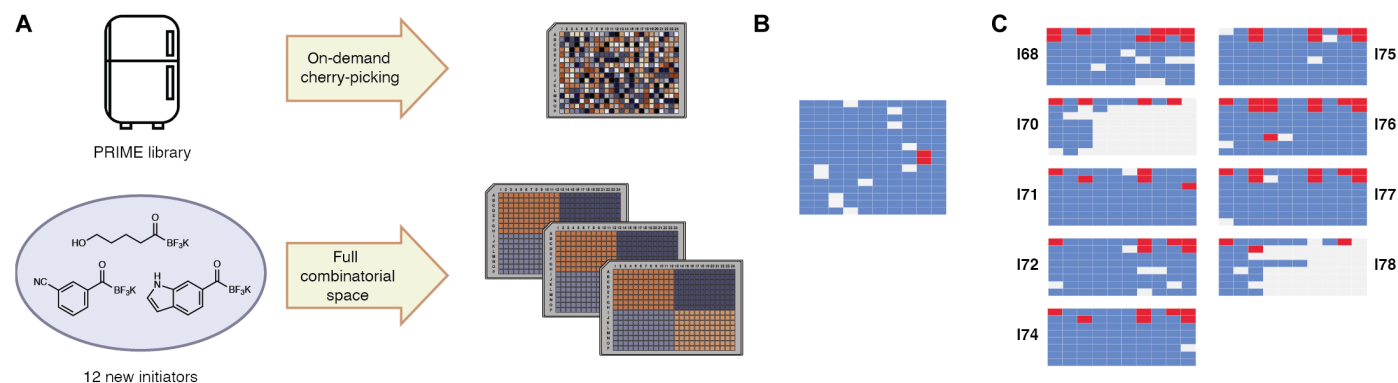 A
PRIME library
On-demand
cherry-picking
HO
O
BF₃K
NC
O
BF₃K
H
N
O
BF₃K
12 new initiators
Full
combinatorial
space
B
C
I68
I75
I70
I76
I71
I77
I72
I78
I74